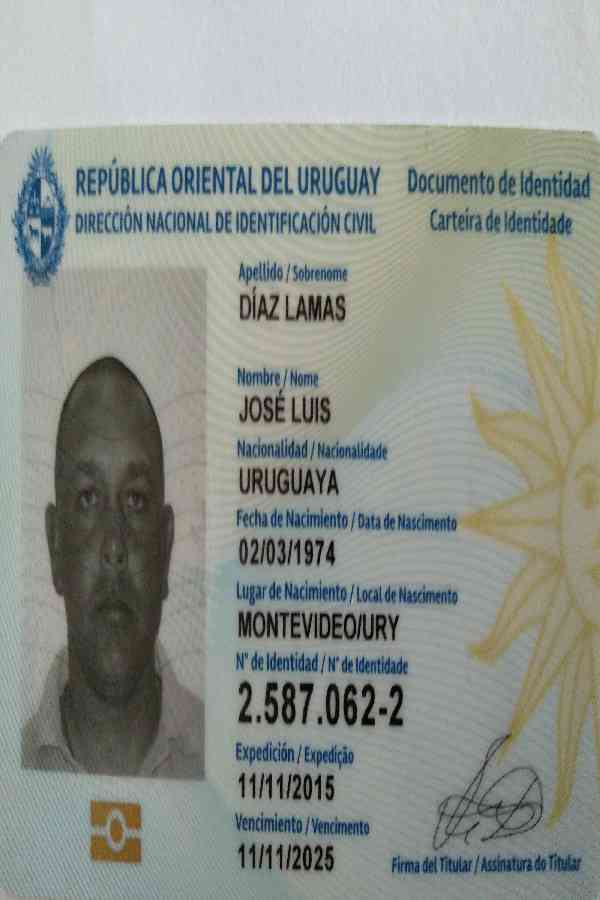 REPÚBLICA ORIENTAL DEL URUGUAY
DIRECCIÓN NACIONAL DE IDENTIFICACIÓN CIVIL
Documento de Identidad
Carteira de Identidade
Apellido / Sobrenome
DÍAZ LAMAS
Nombre / Nome
JOSÉ LUIS
Nacionalidad / Nacionalidade
URUGUAYA
Fecha de Nacimiento / Data de Nascimento
02/03/1974
Lugar de Nacimiento / Local de Nascimento
MONTEVIDEO/URY
N° de Identidad / N° de Identidade
2.587.062-2
Expedición / Expedição
11/11/2015
Vencimiento / Vencimento
11/11/2025
Firma del Titular / Assinatura do Titular